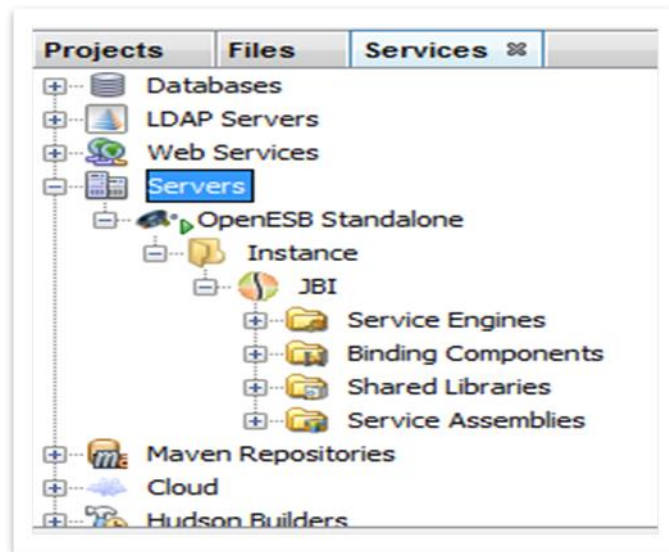 Projects Files Services
Databases
LDAP Servers
Web Services
Servers
OpenESB Standalone
Instance
JBI
Service Engines
Binding Components
Shared Libraries
Service Assemblies
Maven Repositories
Cloud
Hudson Builders